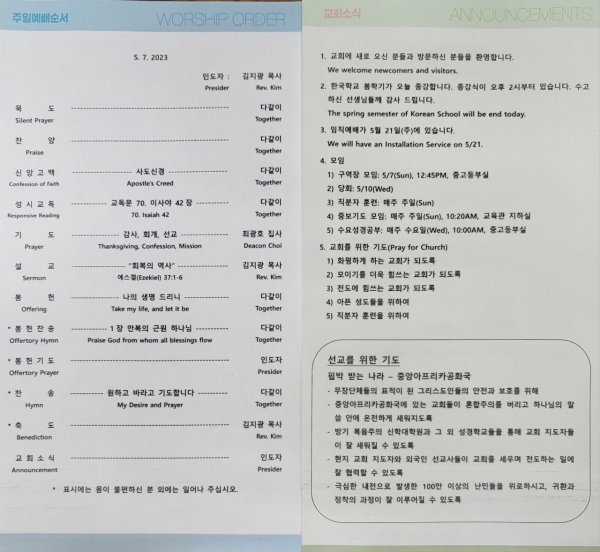 주일예배순서 WORSHIP ORDER
5. 7. 2023
인도자 : 김지광 목사
Presider Rev. Kim
묵 도 다같이
Silent Prayer Together
찬 양 다같이
Praise Together
신앙고백 사도신경 다같이
Confession of Faith Apostle's Creed Together
성시교독 교독문 70. 이사야 42장 다같이
Responsive Reading 70. Isaiah 42 Together
기 도 감사, 회개, 선교 최광호 집사
Prayer Thanksgiving, Confession, Mission Deacon Choi
설 교 "회복의 역사" 김지광 목사
Sermon 에스겔(Ezekiel) 37:1-6 Rev. Kim
봉 헌 나의 생명 드리니 다같이
Offering Take my life, and let it be Together
* 봉헌찬송 1장 만복의 근원 하나님 다같이
Offertory Hymn Praise God from whom all blessings flow Together
* 봉헌기도 인도자
Offertory Prayer Presider
* 찬 송 원하고 바라고 기도합니다 다같이
Hymn My Desire and Prayer Together
* 축 도 김지광 목사
Benediction Rev. Kim
교회소식 인도자
Announcement Presider
* 표시에는 몸이 불편하신 분 외에는 일어나 주십시오.
교회소식 ANNOUNCEMENTS
1. 교회에 새로 오신 분들과 방문하신 분들을 환영합니다.
We welcome newcomers and visitors.
2. 한국학교 봄학기가 오늘 종강합니다. 종강식이 오후 2시부터 있습니다. 수고
하신 선생님들께 감사 드립니다.
The spring semester of Korean School will be end today.
3. 임직예배가 5월 21일(주)에 있습니다.
We will have an Installation Service on 5/21.
4. 모임
1) 구역장 모임: 5/7(Sun), 12:45PM, 중고등부실
2) 당회: 5/10(Wed)
3) 직분자 훈련: 매주 주일(Sun)
4) 중보기도 모임: 매주 주일(Sun), 10:20AM, 교육관 지하실
5) 수요성경공부: 매주 수요일(Wed), 10:00AM, 중고등부실
5. 교회를 위한 기도(Pray for Church)
1) 화평하게 하는 교회가 되도록
2) 모이기를 더욱 힘쓰는 교회가 되도록
3) 전도에 힘쓰는 교회가 되도록
4) 아픈 성도들을 위하여
5) 직분자 훈련을 위하여
선교를 위한 기도
핍박 받는 나라 – 중앙아프리카공화국
- 무장단체들의 표적이 된 그리스도인들의 안전과 보호를 위해
- 중앙아프리카공화국에 있는 교회들이 혼합주의를 버리고 하나님의 말
씀 안에 온전하게 세워지도록
- 방기 복음주의 신학대학원과 그 외 성경학교들을 통해 교회 지도자들
이 잘 세워질 수 있도록
- 현지 교회 지도자와 외국인 선교사들이 교회를 세우며 전도하는 일에
잘 협력할 수 있도록
- 극심한 내전으로 발생한 100만 이상의 난민들을 위로하시고, 귀환과
정착의 과정이 잘 이루어질 수 있도록